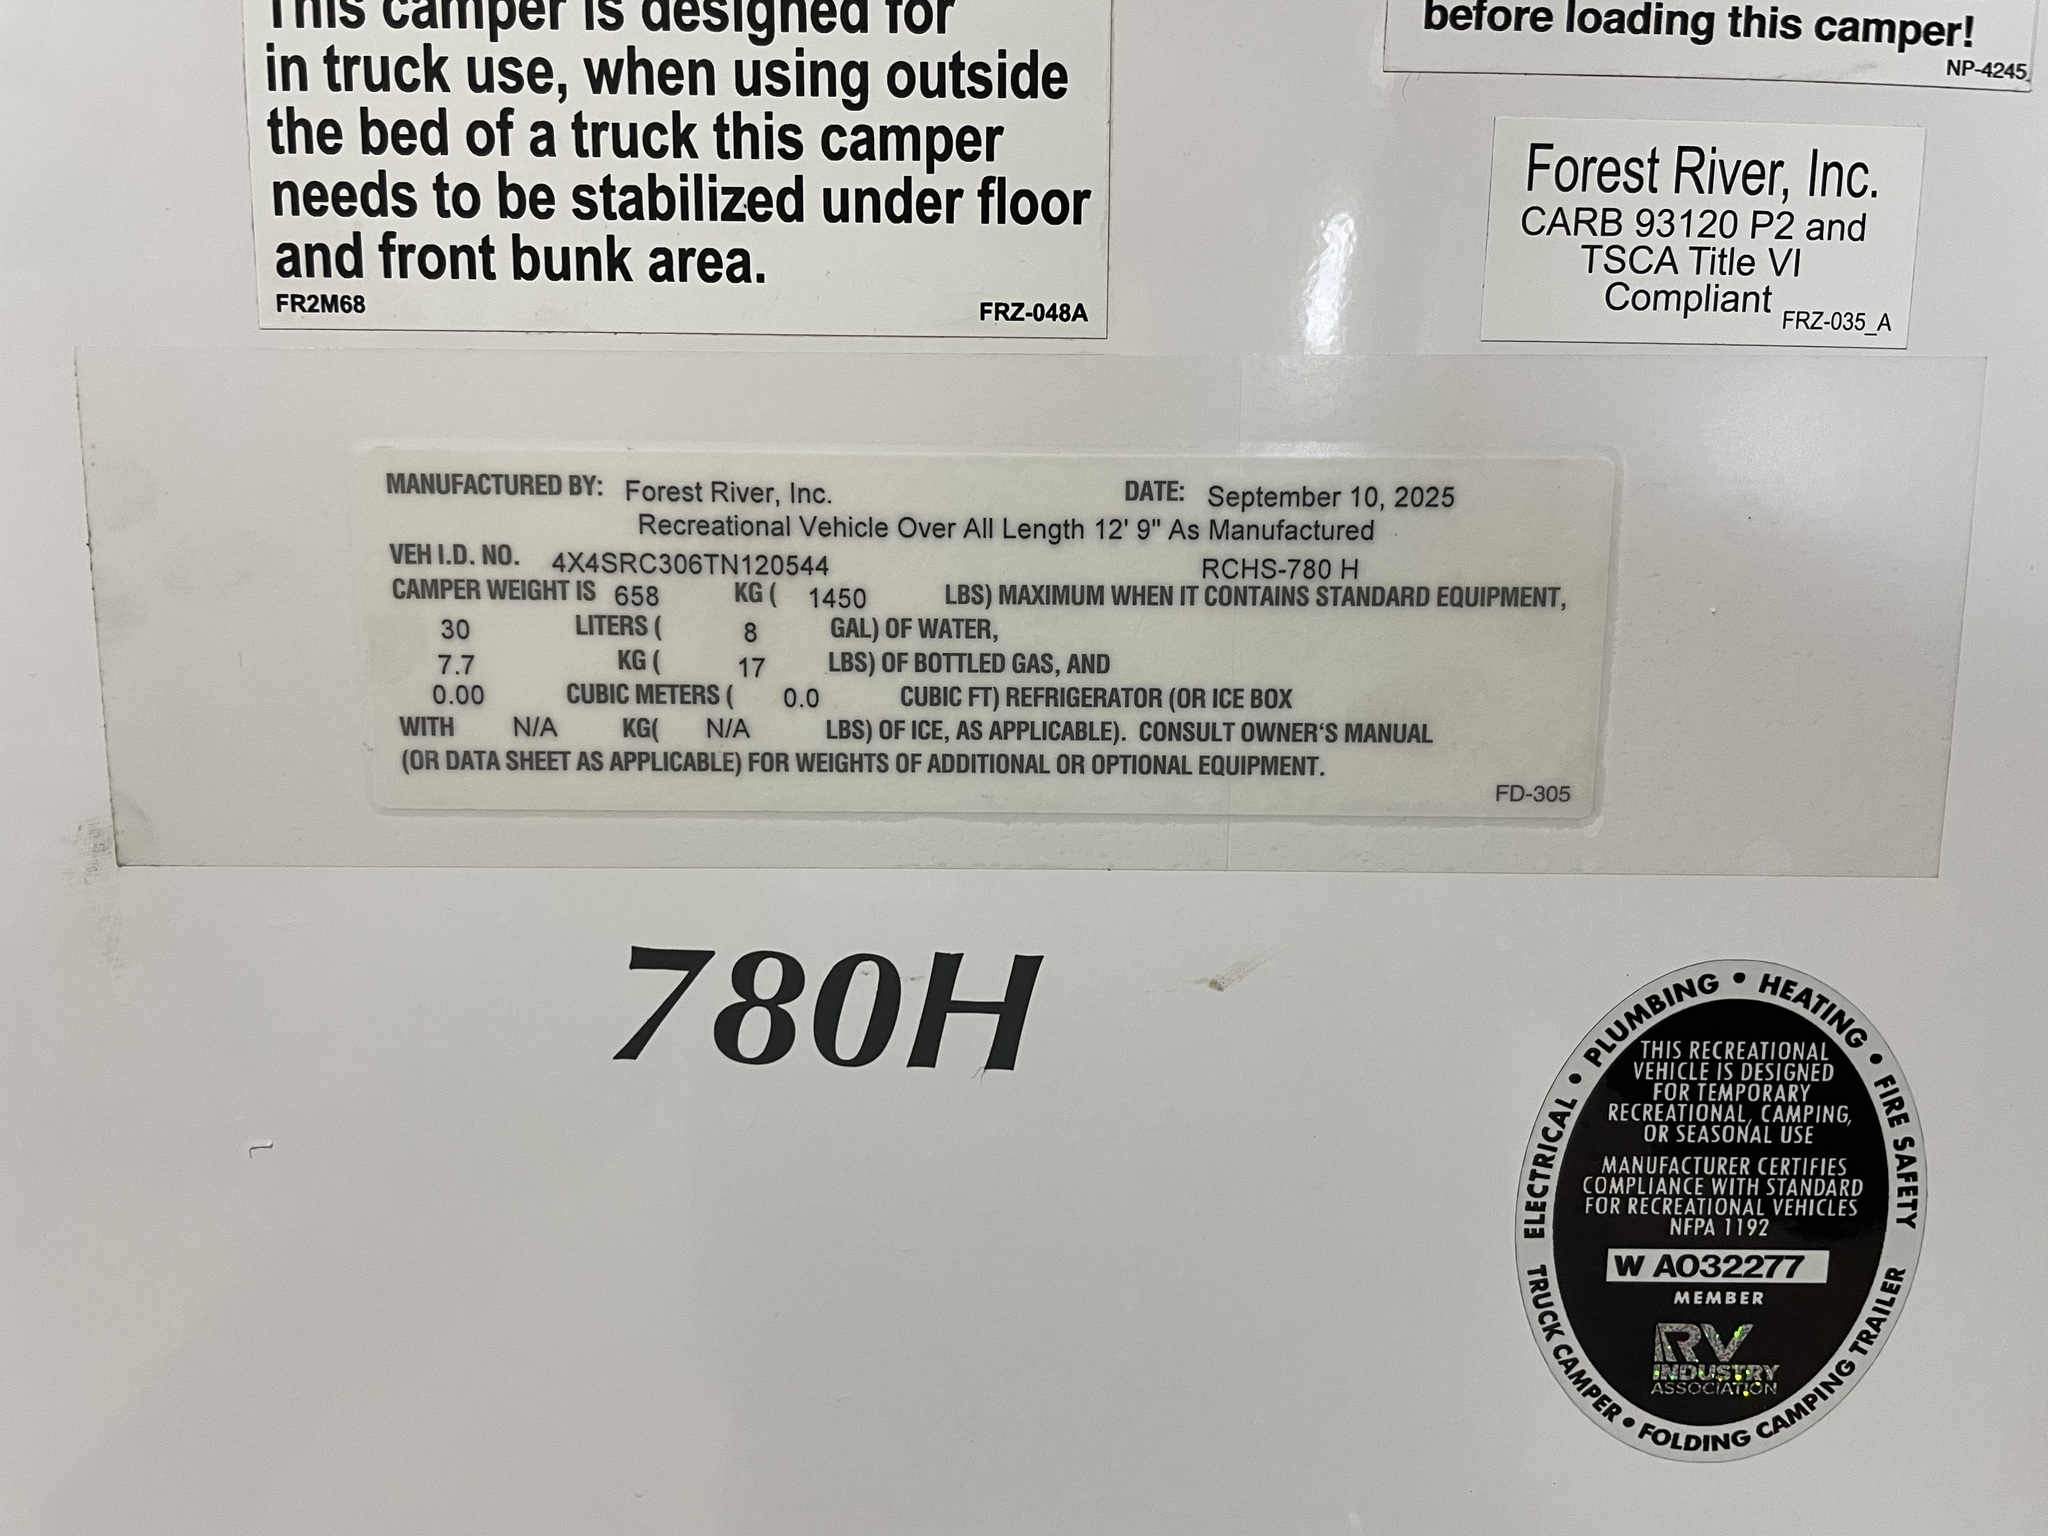 This camper is designed for
in truck use, when using outside
the bed of a truck this camper
needs to be stabilized under floor
and front bunk area.
FR2M68 FRZ-048A
before loading this camper!
NP-4245
Forest River, Inc.
CARB 93120 P2 and
TSCA Title VI
Compliant
FRZ-035_A
MANUFACTURED BY: Forest River, Inc. DATE: September 10, 2025
Recreational Vehicle Over All Length 12' 9" As Manufactured
VEH I.D. NO. 4X4SRC306TN120544 RCHS-780 H
CAMPER WEIGHT IS 658 KG ( 1450 LBS) MAXIMUM WHEN IT CONTAINS STANDARD EQUIPMENT,
30 LITERS ( 8 GAL) OF WATER,
7.7 KG ( 17 LBS) OF BOTTLED GAS, AND
0.00 CUBIC METERS ( 0.0 CUBIC FT) REFRIGERATOR (OR ICE BOX
WITH N/A KG( N/A LBS) OF ICE, AS APPLICABLE). CONSULT OWNER'S MANUAL
(OR DATA SHEET AS APPLICABLE) FOR WEIGHTS OF ADDITIONAL OR OPTIONAL EQUIPMENT.
FD-305
780H
ELECTRICAL • PLUMBING • HEATING • FIRE SAFETY
THIS RECREATIONAL
VEHICLE IS DESIGNED
FOR TEMPORARY
RECREATIONAL, CAMPING,
OR SEASONAL USE
MANUFACTURER CERTIFIES
COMPLIANCE WITH STANDARD
FOR RECREATIONAL VEHICLES
NFPA 1192
W A032277
MEMBER
RV
INDUSTRY
ASSOCIATION
TRUCK CAMPER • FOLDING CAMPING TRAILER